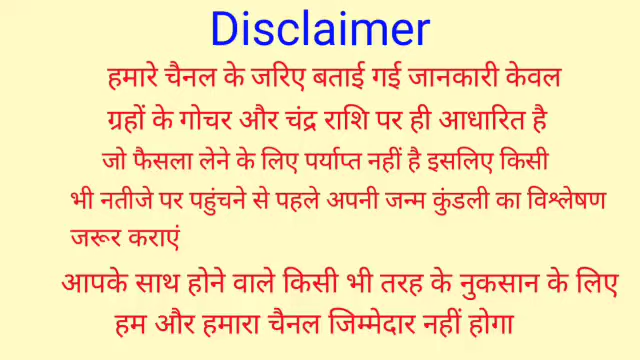 Disclaimer
हमारे चैनल के जरिए बताई गई जानकारी केवल
ग्रहों के गोचर और चंद्र राशि पर ही आधारित है
जो फैसला लेने के लिए पर्याप्त नहीं है इसलिए किसी
भी नतीजे पर पहुंचने से पहले अपनी जन्म कुंडली का विश्लेषण
जरूर कराएं
आपके साथ होने वाले किसी भी तरह के नुकसान के लिए
हम और हमारा चैनल जिम्मेदार नहीं होगा